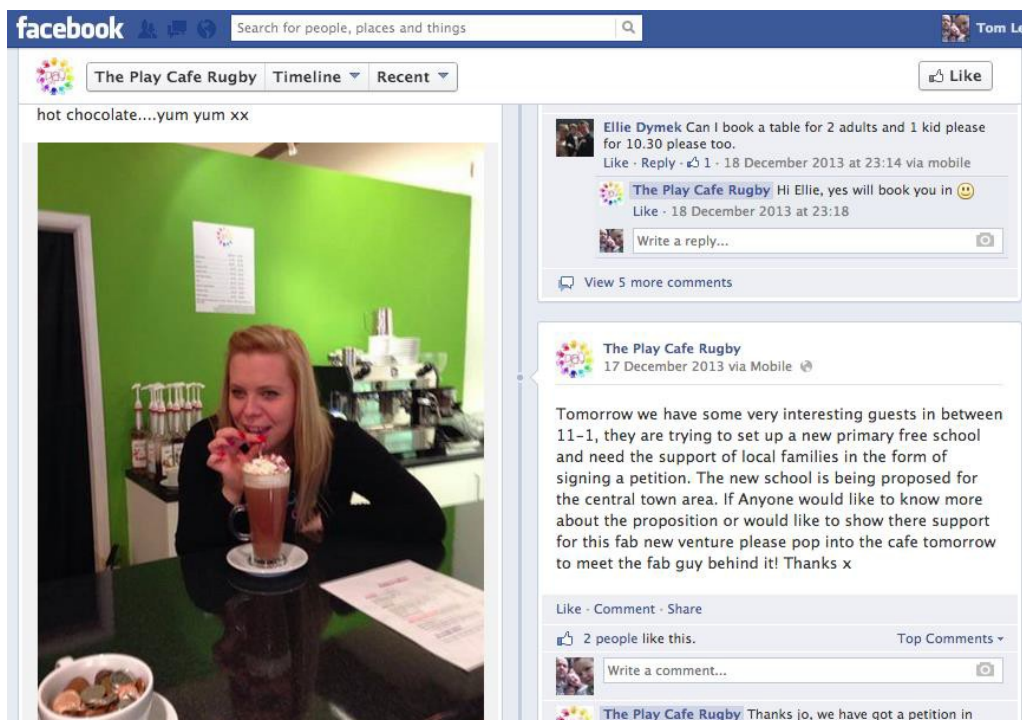 facebook
Search for people, places and things
Tom Le
The Play Cafe Rugby Timeline Recent
Like
hot chocolate....yum yum xx
Ellie Dymek Can I book a table for 2 adults and 1 kid please
for 10.30 please too.
Like · Reply · 1 · 18 December 2013 at 23:14 via mobile
The Play Cafe Rugby Hi Ellie, yes will book you in
Like · 18 December 2013 at 23:18
Write a reply...
View 5 more comments
The Play Cafe Rugby
17 December 2013 via Mobile
Tomorrow we have some very interesting guests in between
11-1, they are trying to set up a new primary free school
and need the support of local families in the form of
signing a petition. The new school is being proposed for
the central town area. If Anyone would like to know more
about the proposition or would like to show there support
for this fab new venture please pop into the cafe tomorrow
to meet the fab guy behind it! Thanks x
Like · Comment · Share
2 people like this.
Top Comments
Write a comment...
The Play Cafe Rugby Thanks jo, we have got a petition in